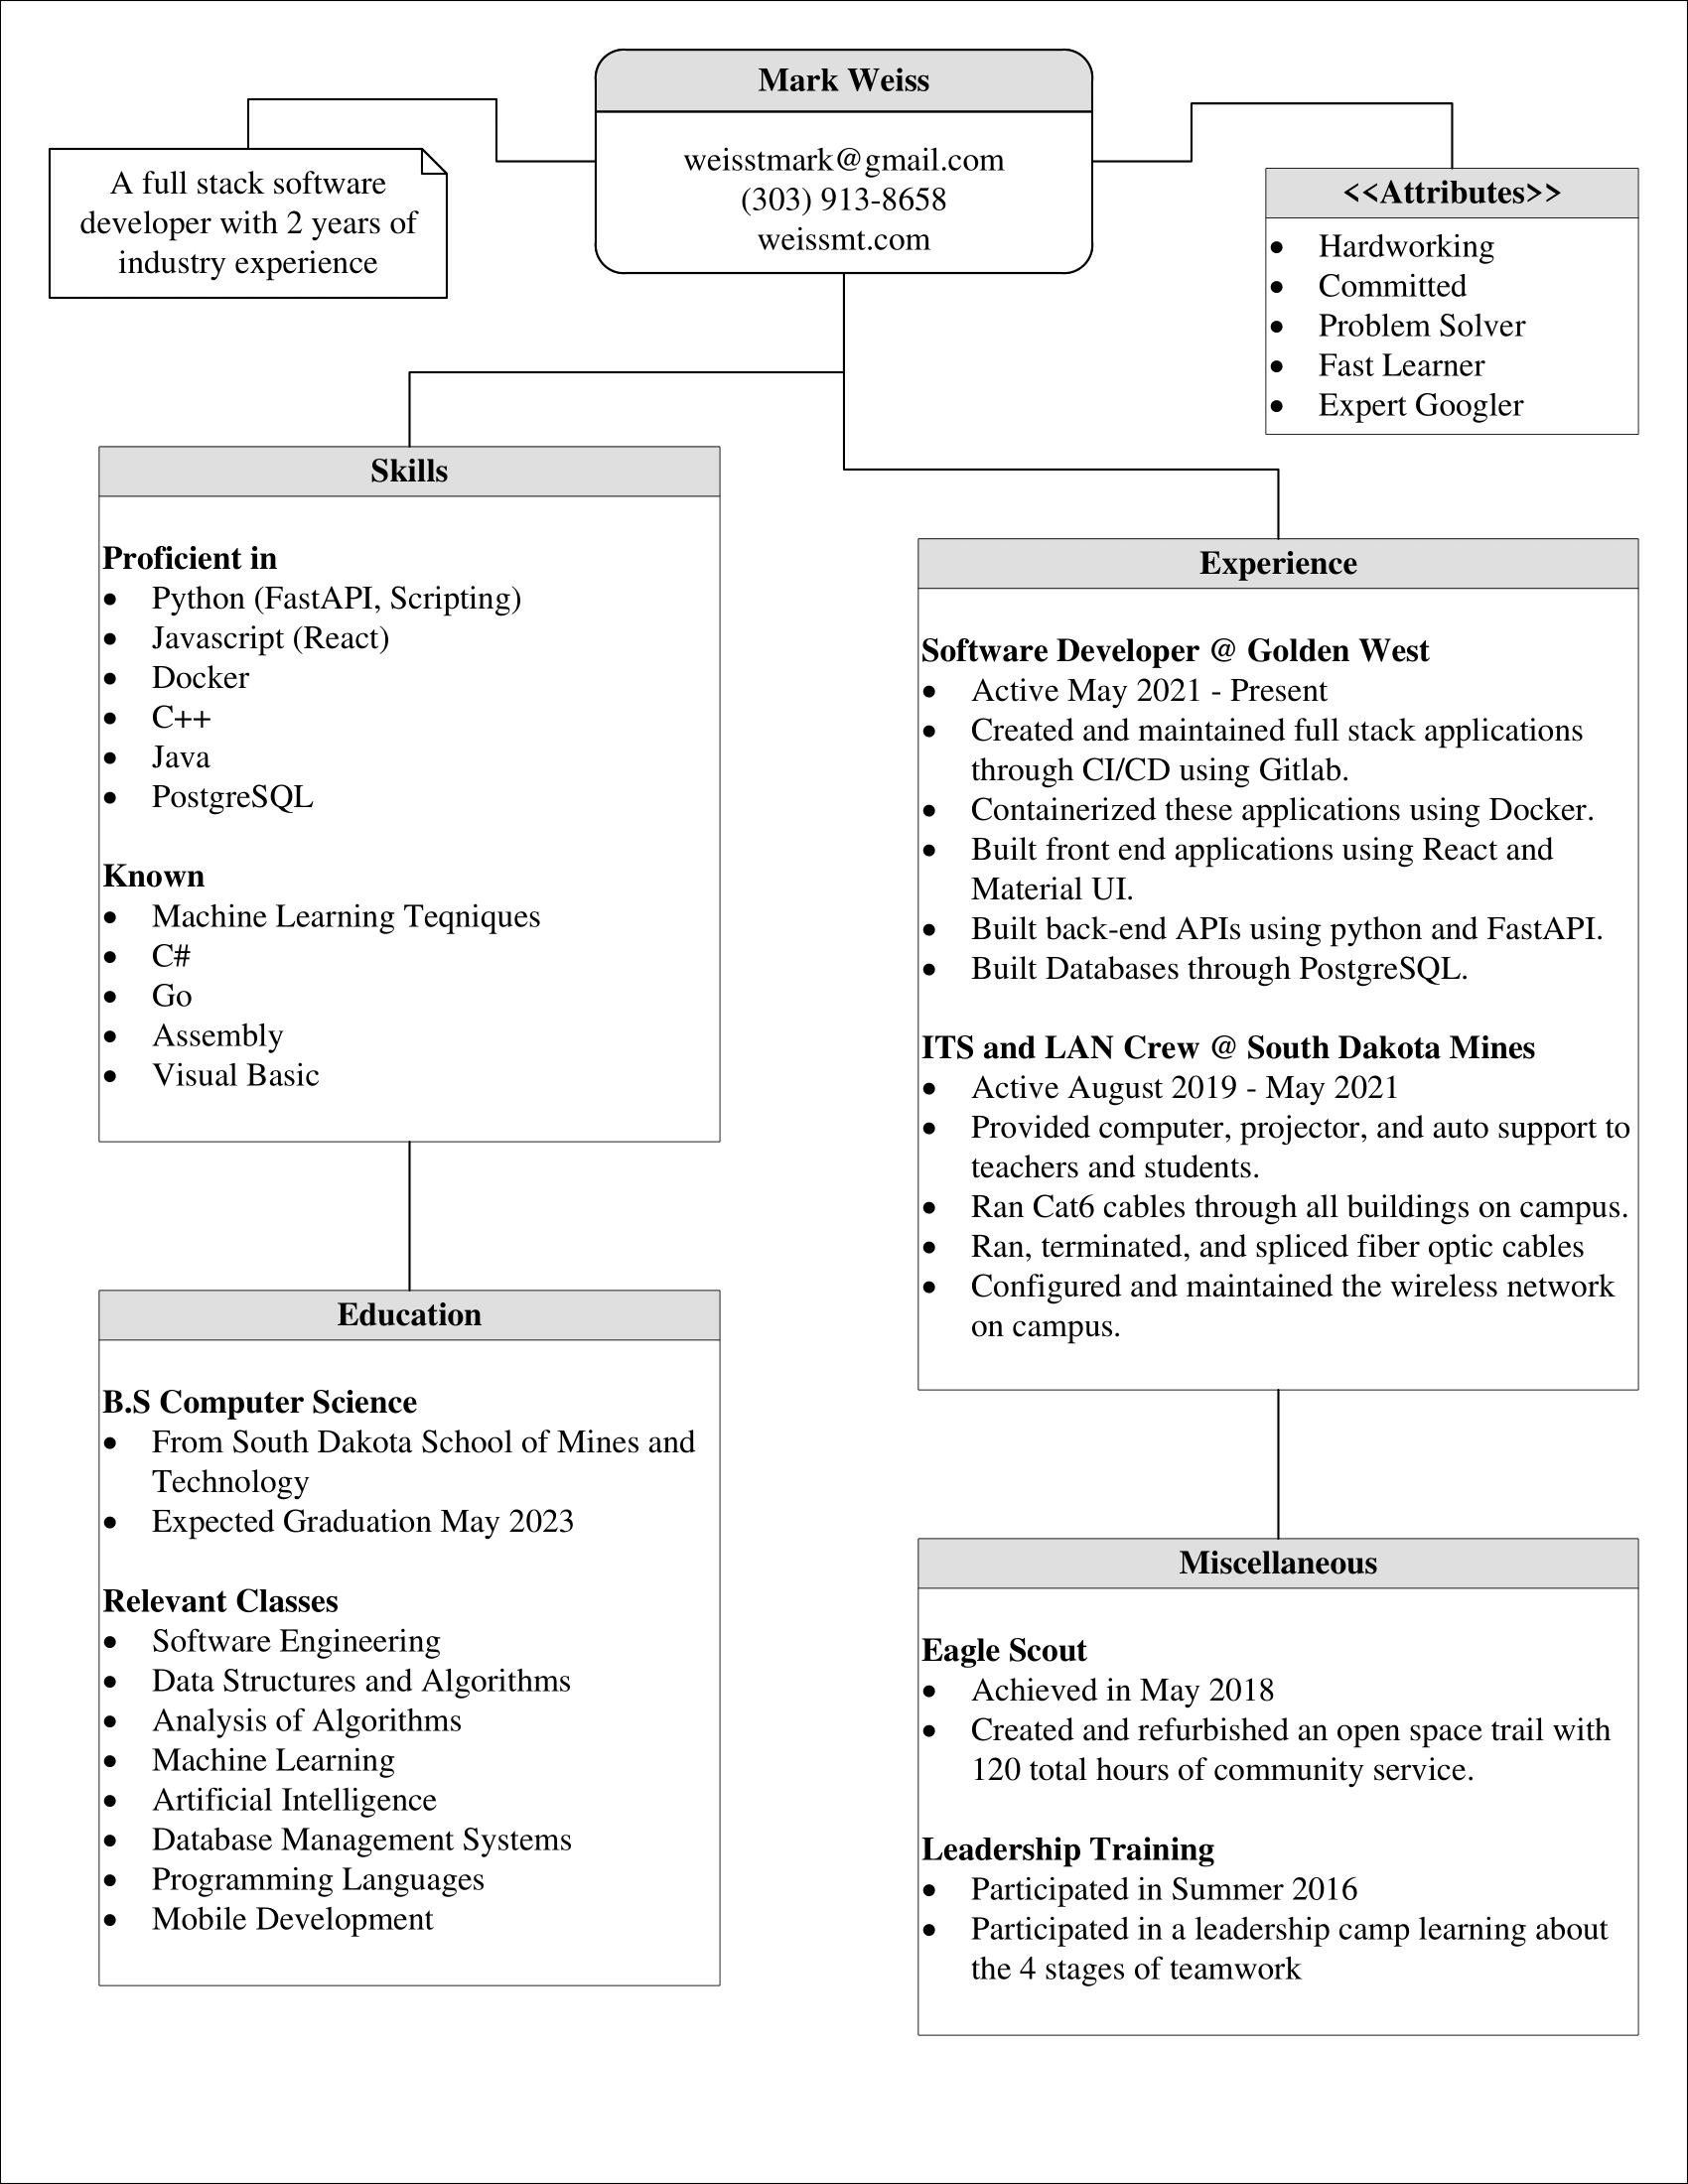 Mark Weiss
weisstmark@gmail.com
(303) 913-8658
weissmt.com
A full stack software
developer with 2 years of
industry experience
<<Attributes>>
• Hardworking
• Committed
• Problem Solver
• Fast Learner
• Expert Googler
Skills
Proficient in
• Python (FastAPI, Scripting)
• Javascript (React)
• Docker
• C++
• Java
• PostgreSQL
Known
• Machine Learning Teqniques
• C#
• Go
• Assembly
• Visual Basic
Education
B.S Computer Science
• From South Dakota School of Mines and
Technology
• Expected Graduation May 2023
Relevant Classes
• Software Engineering
• Data Structures and Algorithms
• Analysis of Algorithms
• Machine Learning
• Artificial Intelligence
• Database Management Systems
• Programming Languages
• Mobile Development
Experience
Software Developer @ Golden West
• Active May 2021 - Present
• Created and maintained full stack applications
through CI/CD using Gitlab.
• Containerized these applications using Docker.
• Built front end applications using React and
Material UI.
• Built back-end APIs using python and FastAPI.
• Built Databases through PostgreSQL.
ITS and LAN Crew @ South Dakota Mines
• Active August 2019 - May 2021
• Provided computer, projector, and auto support to
teachers and students.
• Ran Cat6 cables through all buildings on campus.
• Ran, terminated, and spliced fiber optic cables
• Configured and maintained the wireless network
on campus.
Miscellaneous
Eagle Scout
• Achieved in May 2018
• Created and refurbished an open space trail with
120 total hours of community service.
Leadership Training
• Participated in Summer 2016
• Participated in a leadership camp learning about
the 4 stages of teamwork